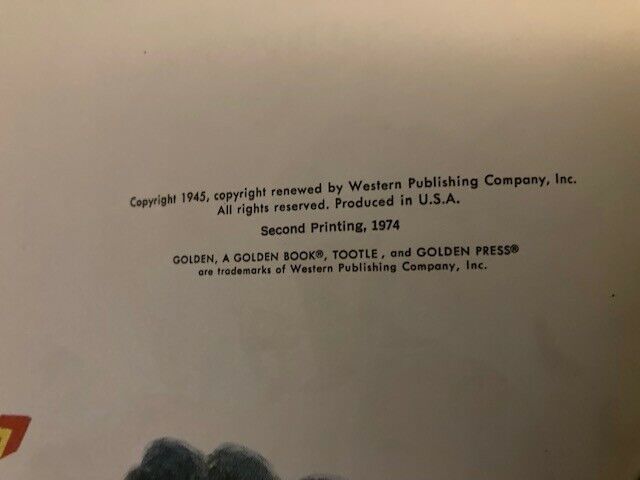 Copyright 1945, copyright renewed by Western Publishing Company, Inc.
All rights reserved. Produced in U.S.A.
Second Printing, 1974
GOLDEN, A GOLDEN BOOK®, TOOTLE, and GOLDEN PRESS®
are trademarks of Western Publishing Company, Inc.